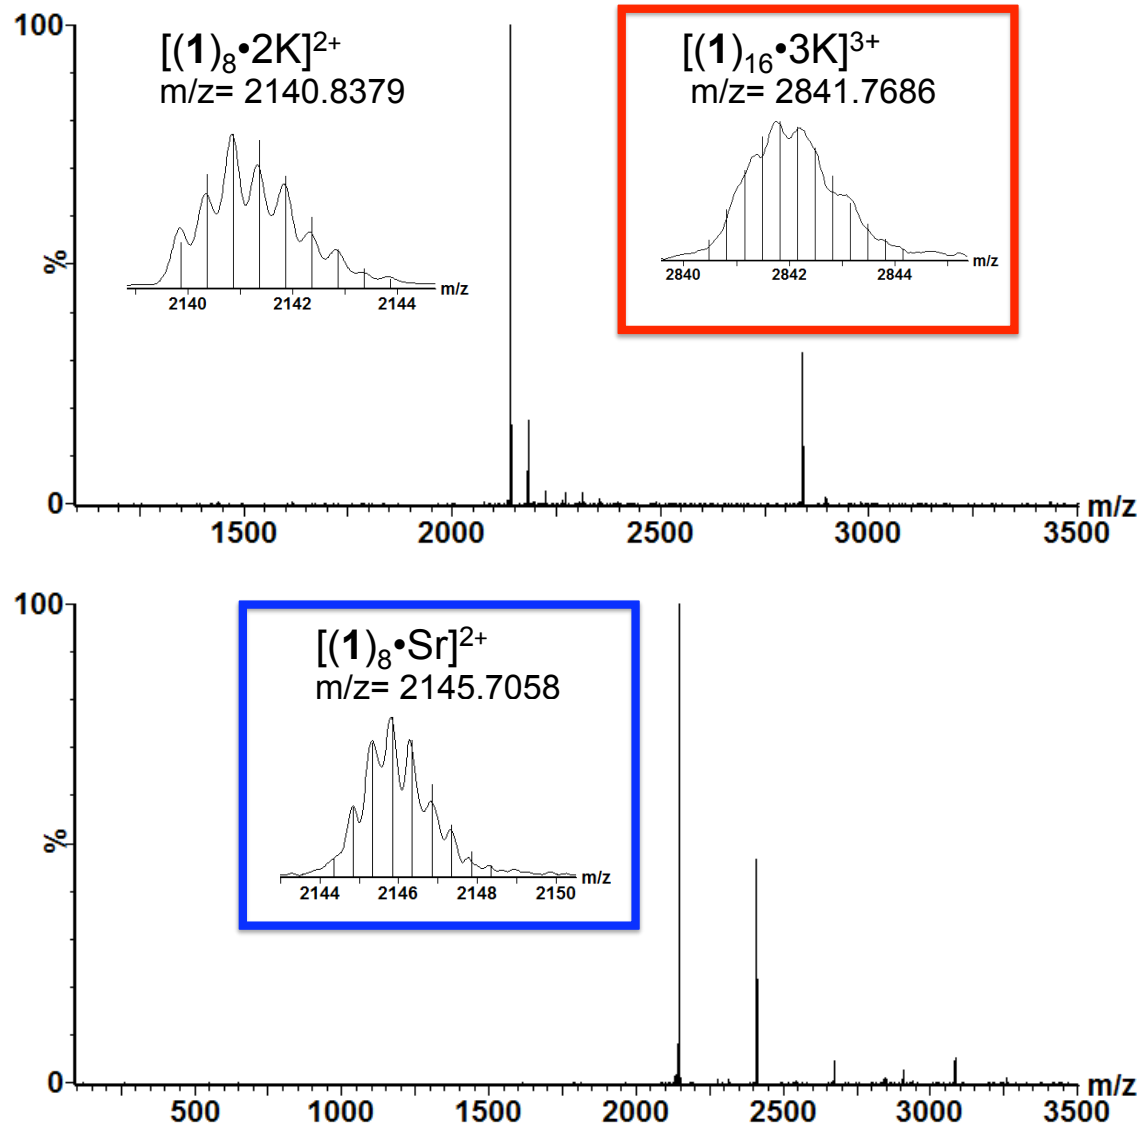 100
[(1)₈•2K]²⁺
m/z= 2140.8379
2140 2142 2144 m/z
[(1)₁₆•3K]³⁺
m/z= 2841.7686
2840 2842 2844 m/z
%
0
1500 2000 2500 3000 3500 m/z
100
[(1)₈•Sr]²⁺
m/z= 2145.7058
2144 2146 2148 2150 m/z
%
0
500 1000 1500 2000 2500 3000 3500 m/z